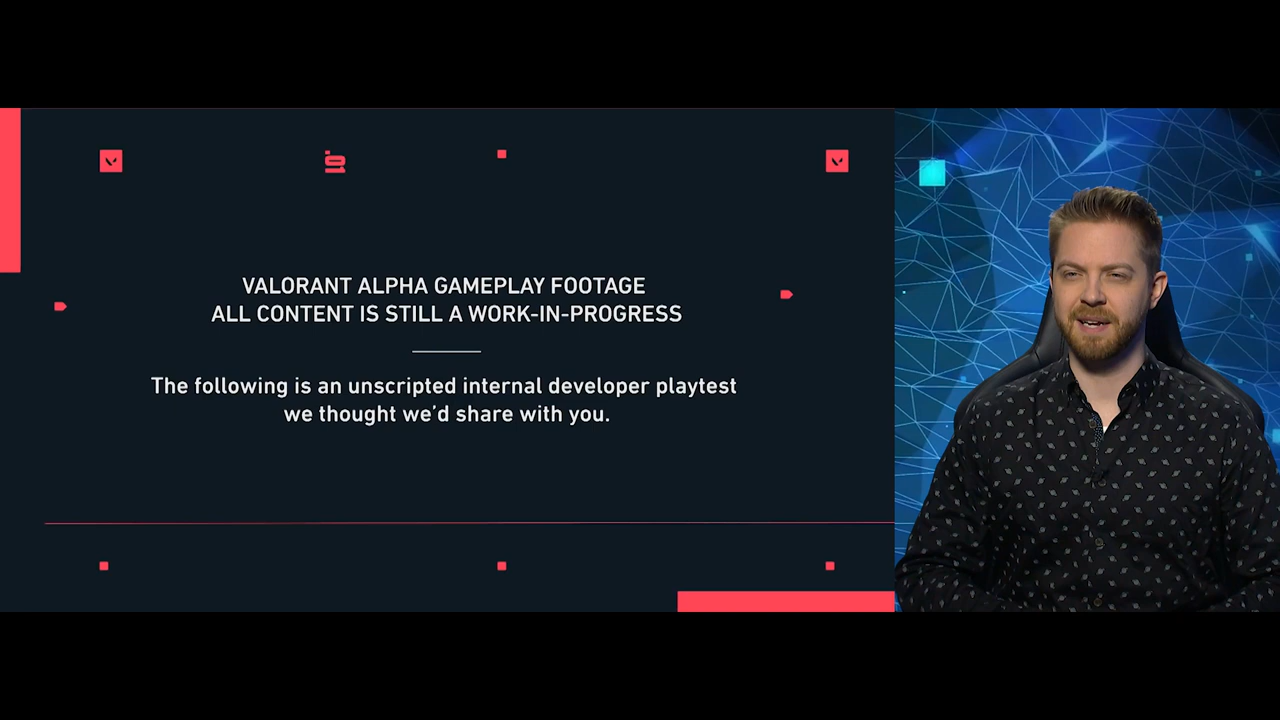 VALORANT ALPHA GAMEPLAY FOOTAGE
ALL CONTENT IS STILL A WORK-IN-PROGRESS
The following is an unscripted internal developer playtest
we thought we'd share with you.